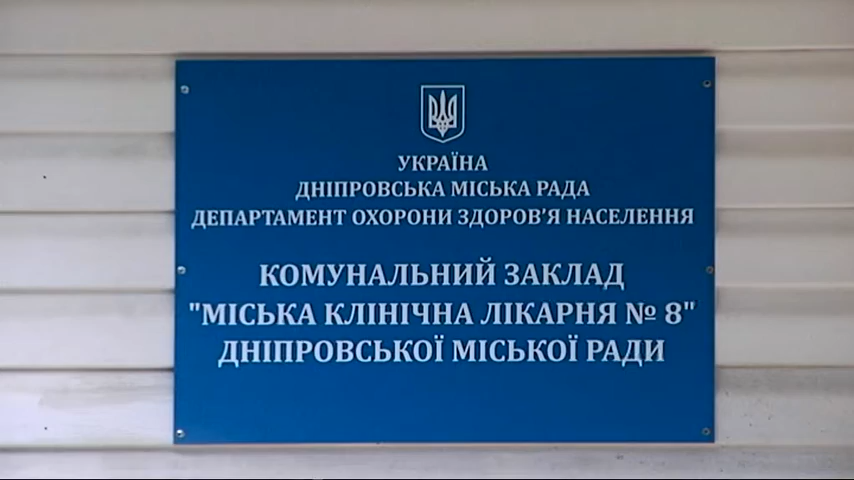 УКРАЇНА
ДНІПРОВСЬКА МІСЬКА РАДА
ДЕПАРТАМЕНТ ОХОРОНИ ЗДОРОВ'Я НАСЕЛЕННЯ
КОМУНАЛЬНИЙ ЗАКЛАД
"МІСЬКА КЛІНІЧНА ЛІКАРНЯ № 8"
ДНІПРОВСЬКОЇ МІСЬКОЇ РАДИ